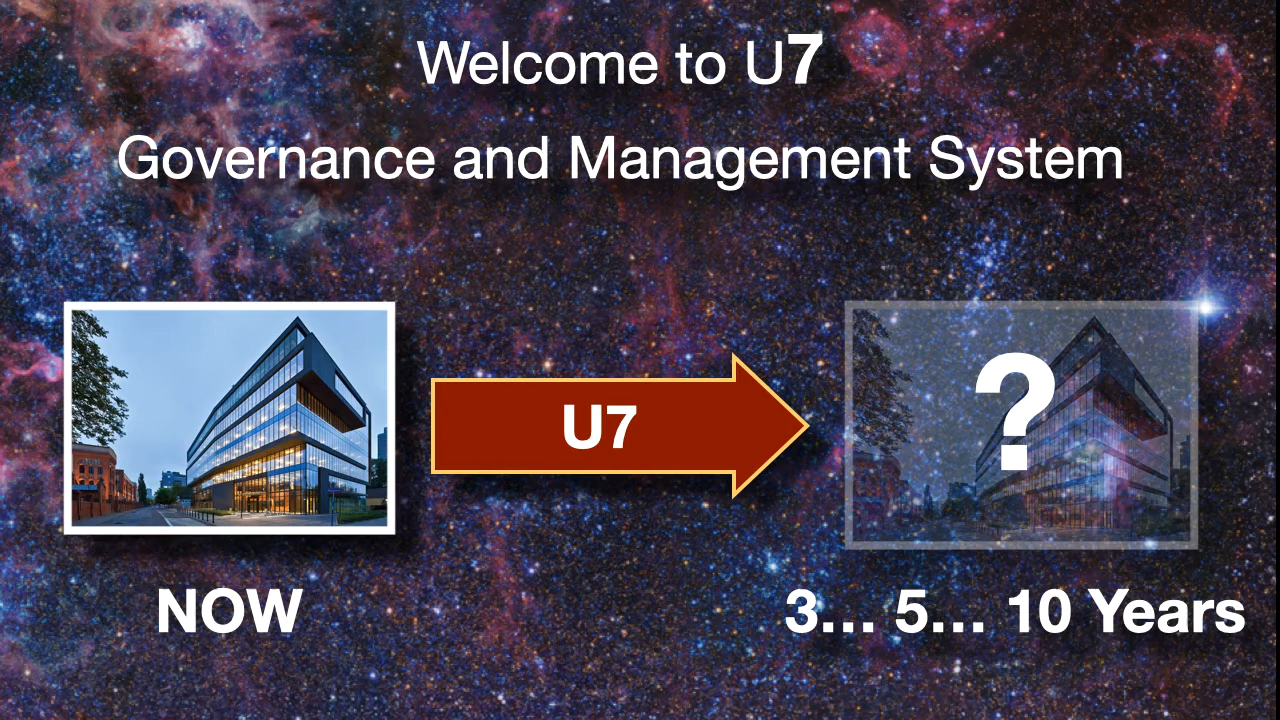 Welcome to U7
Governance and Management System
U7
?
NOW
3... 5... 10 Years